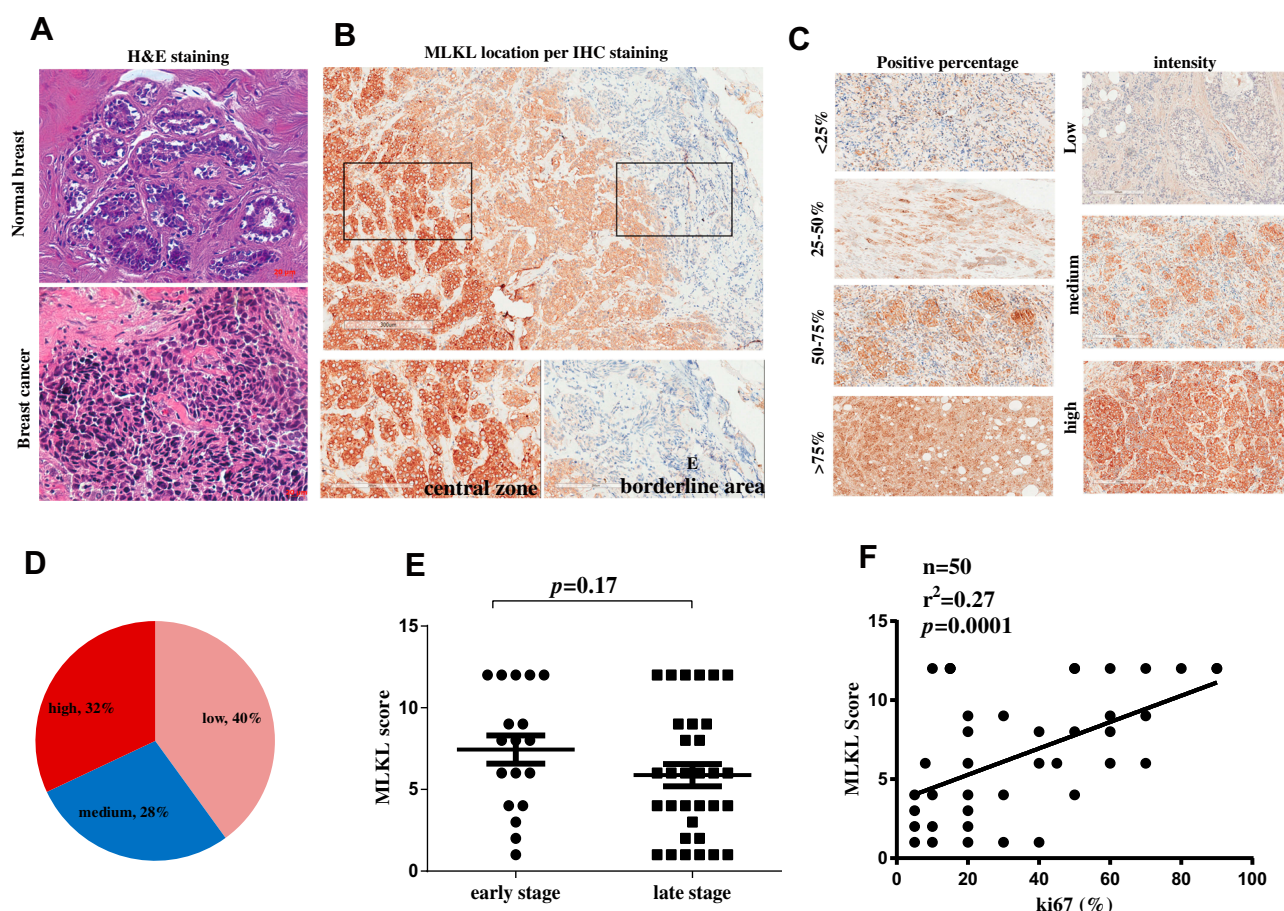 A
H&E staining
Normal breast
20 um
Breast cancer
B
MLKL location per IHC staining
300um
central zone
E
borderline area
C
Positive percentage
intensity
<25%
25-50%
50-75%
>75%
Low
medium
high
D
high, 32%
low, 40%
medium, 28%
E
p=0.17
MLKL score
15
10
5
0
early stage
late stage
F
n=50
r²=0.27
p=0.0001
MLKL Score
15
10
5
0
0 20 40 60 80 100
ki67 (%)